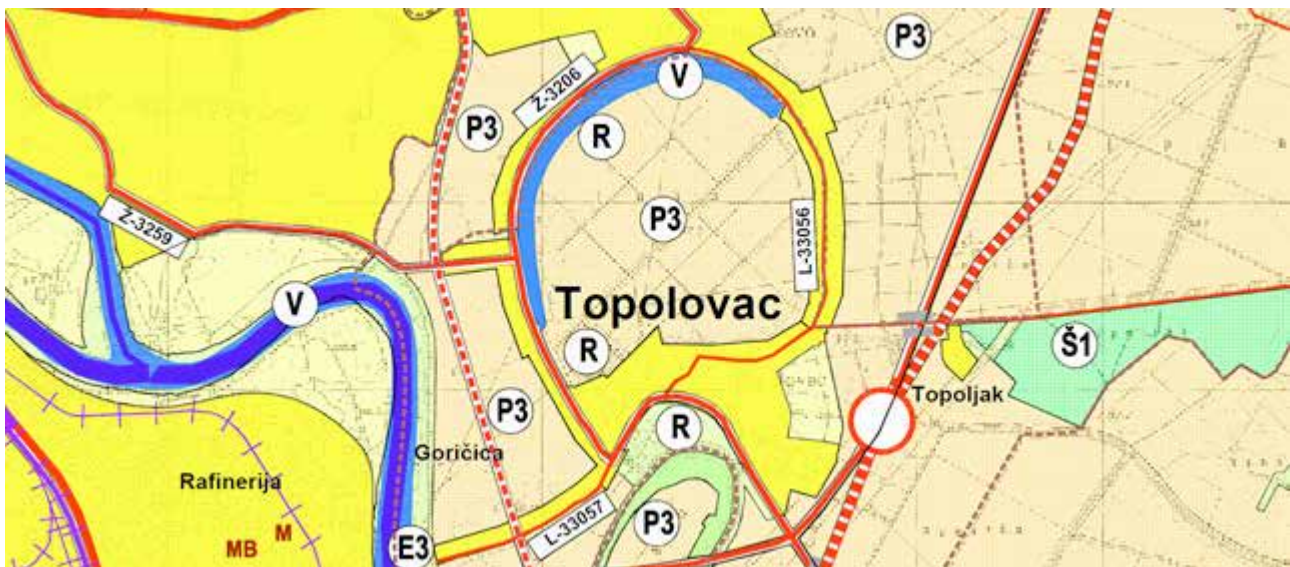 P3
V
Ž-3206
P3
R
P3
Ž-3259
L-33056
V
Topolovac
R
Š1
Topoljak
P3
R
Goričica
Rafinerija
L-33057
P3
M
MB
E3